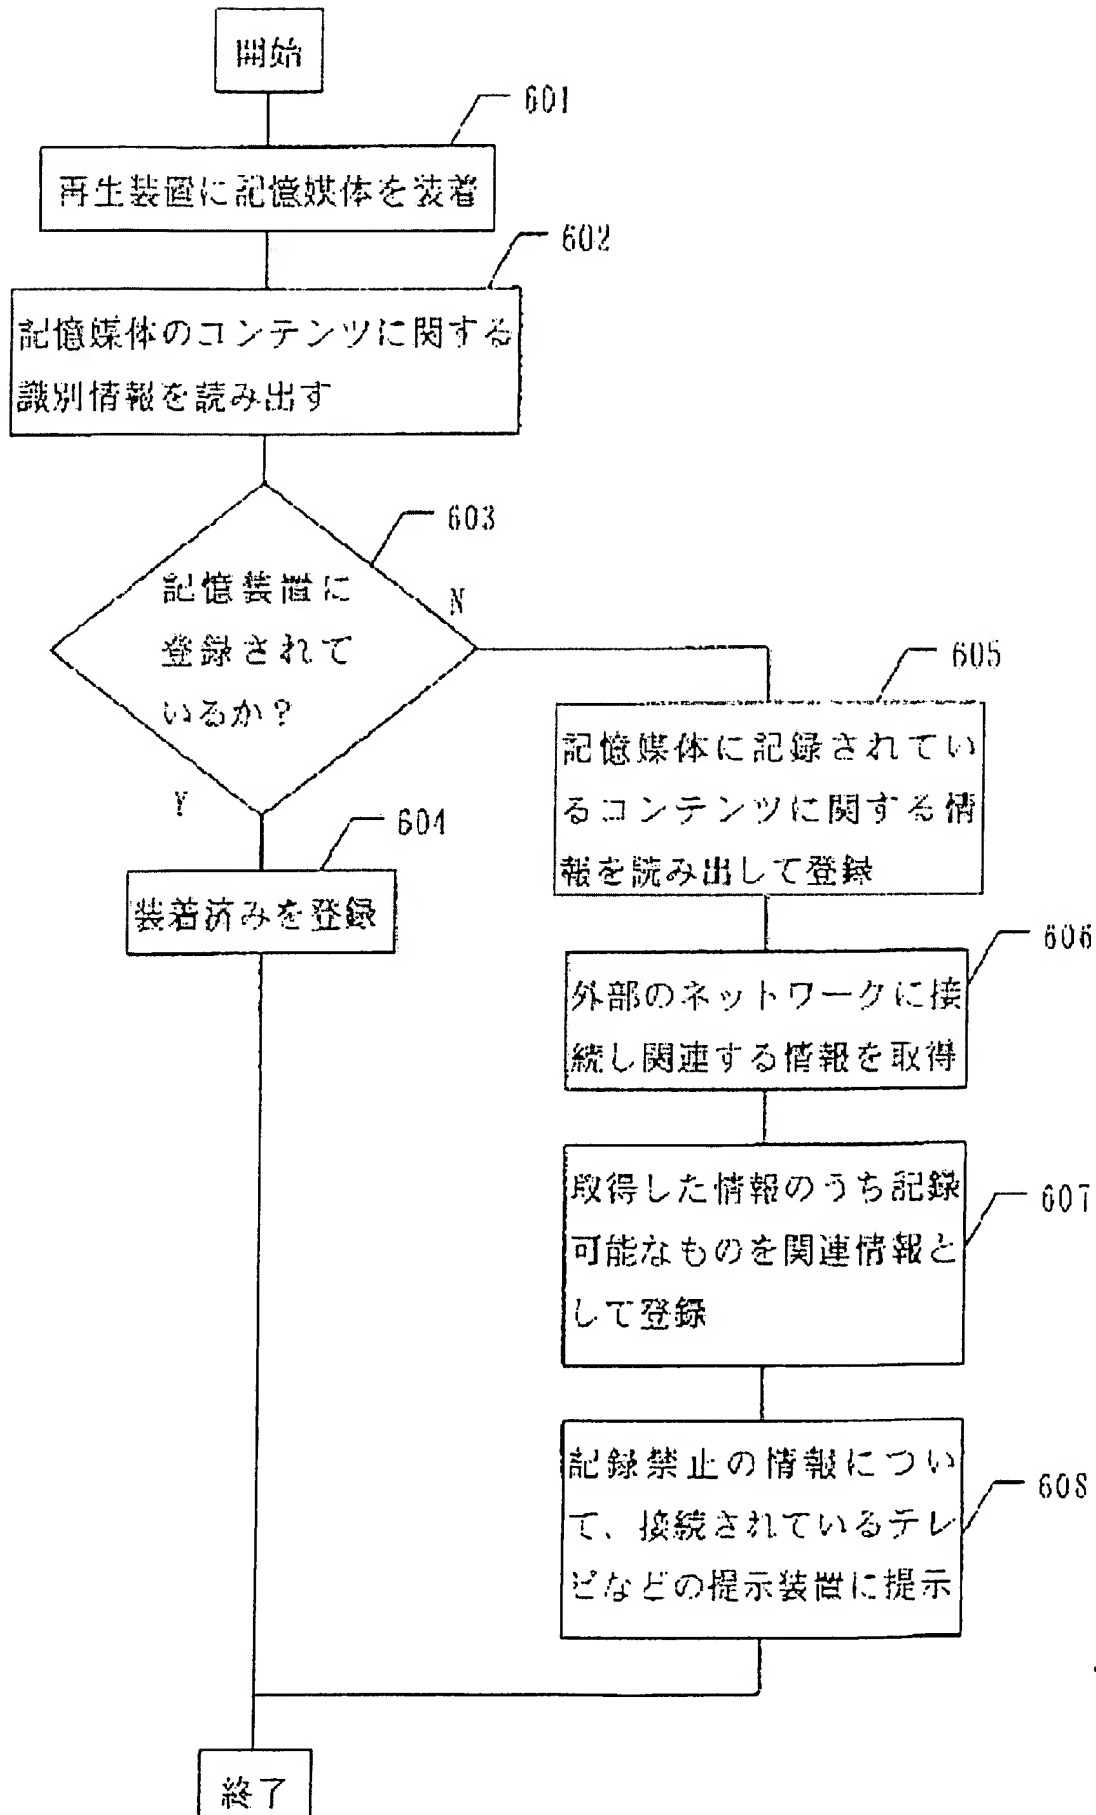 開始
601
再生装置に記憶媒体を装着
602
記憶媒体のコンテンツに関する
識別情報を読み出す
603
記憶装置に
登録されて
いるか?
N
Y
604
装着済みを登録
605
記憶媒体に記録されてい
るコンテンツに関する情
報を読み出して登録
606
外部のネットワークに接
続し関連する情報を取得
607
取得した情報のうち記録
可能なものを関連情報と
して登録
608
記録禁止の情報につい
て、接続されているテレ
ビなどの提示装置に提示
終了